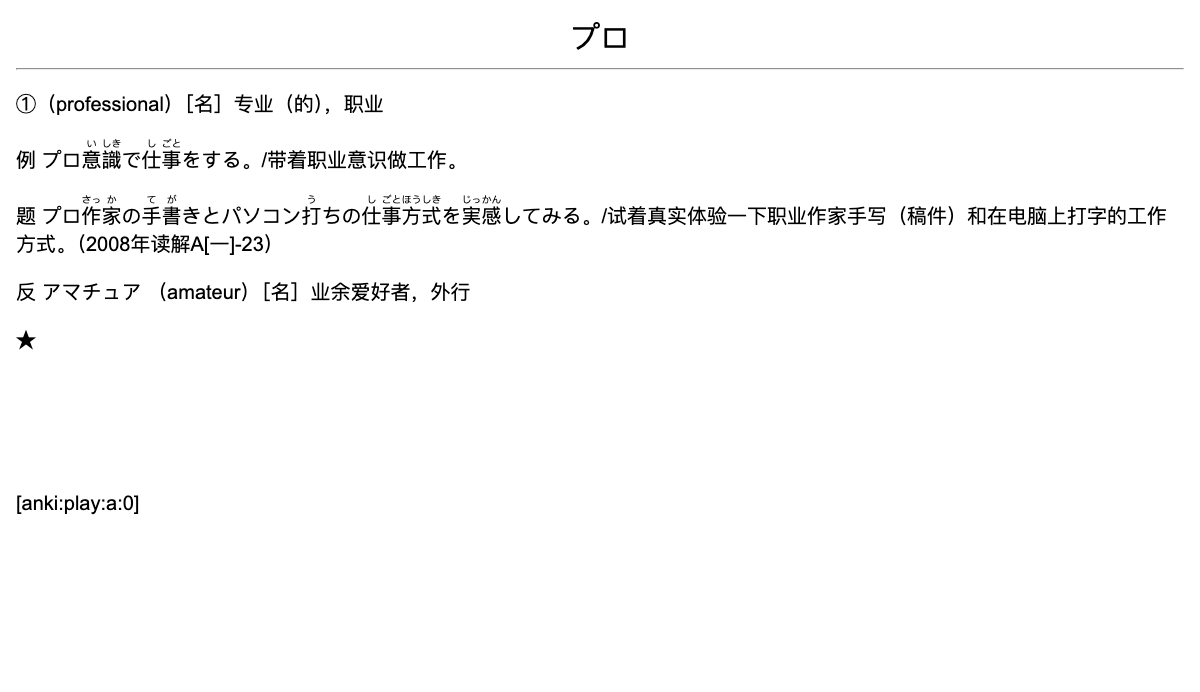 プロ
①（professional）［名］专业（的），职业
い しき し ごと
例 プロ意識で仕事をする。/带着职业意识做工作。
さっ か て が う し ごとほうしき じっかん
题 プロ作家の手書きとパソコン打ちの仕事方式を実感してみる。/试着真实体验一下职业作家手写（稿件）和在电脑上打字的工作
方式。（2008年读解A[一]-23）
反 アマチュア （amateur）［名］业余爱好者，外行
★
[anki:play:a:0]